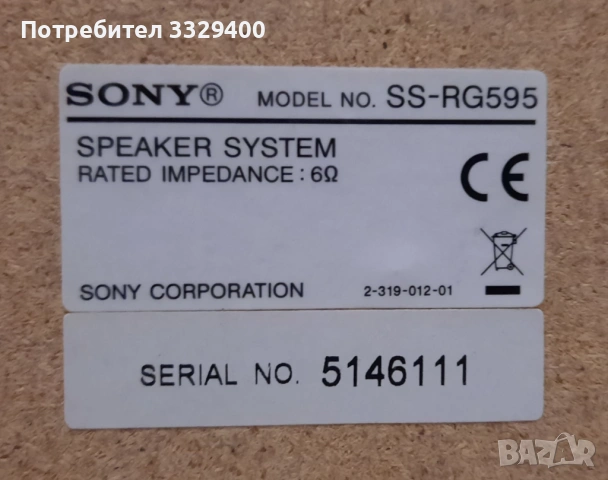 Потребител 3329400
SONY® MODEL NO. SS-RG595
SPEAKER SYSTEM
RATED IMPEDANCE : 6Ω
CE
SONY CORPORATION 2-319-012-01
SERIAL NO. 5146111
BAZAR